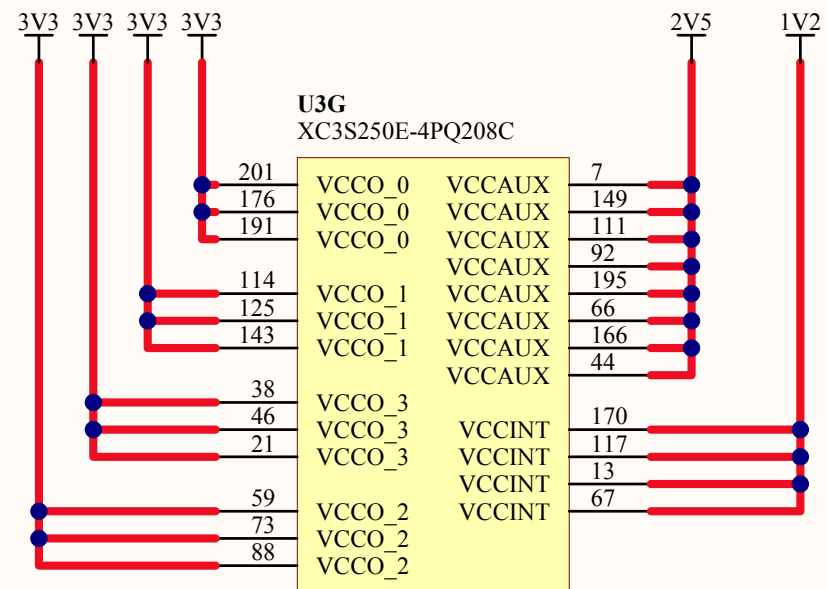 3V3 3V3 3V3 3V3 2V5 1V2
U3G
XC3S250E-4PQ208C
201 VCCO_0 VCCAUX 7
176 VCCO_0 VCCAUX 149
191 VCCO_0 VCCAUX 111
VCCAUX 92
114 VCCO_1 VCCAUX 195
125 VCCO_1 VCCAUX 66
143 VCCO_1 VCCAUX 166
VCCAUX 44
38 VCCO_3
46 VCCO_3 VCCINT 170
21 VCCO_3 VCCINT 117
VCCINT 13
59 VCCO_2 VCCINT 67
73 VCCO_2
88 VCCO_2